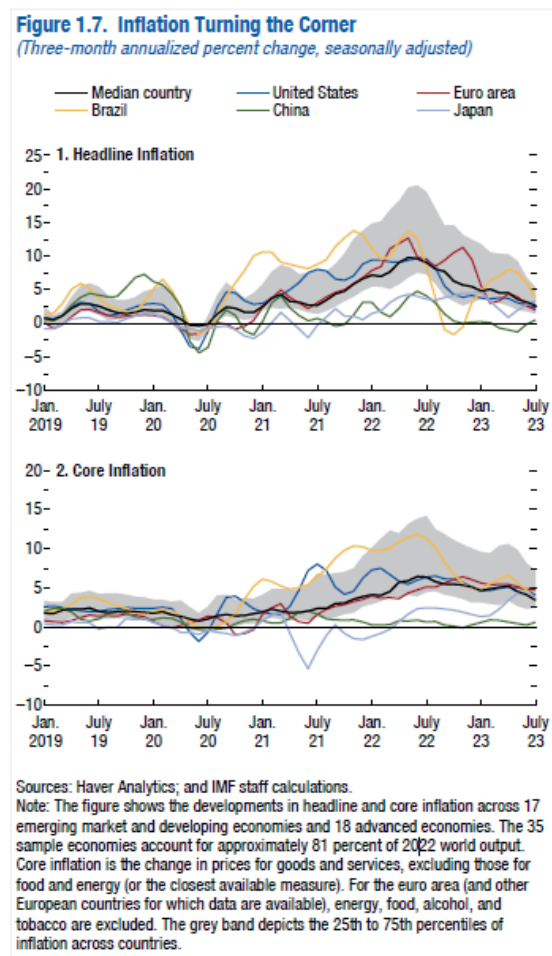 Figure 1.7. Inflation Turning the Corner
(Three-month annualized percent change, seasonally adjusted)
Median country United States Euro area
Brazil China Japan
25 1. Headline Inflation
20
15
10
5
0
–5
–10
Jan. July Jan. July Jan. July Jan. July Jan. July
2019 19 20 20 21 21 22 22 23 23
20 2. Core Inflation
15
10
5
0
–5
–10
Jan. July Jan. July Jan. July Jan. July Jan. July
2019 19 20 20 21 21 22 22 23 23
Sources: Haver Analytics; and IMF staff calculations.
Note: The figure shows the developments in headline and core inflation across 17
emerging market and developing economies and 18 advanced economies. The 35
sample economies account for approximately 81 percent of 2022 world output.
Core inflation is the change in prices for goods and services, excluding those for
food and energy (or the closest available measure). For the euro area (and other
European countries for which data are available), energy, food, alcohol, and
tobacco are excluded. The grey band depicts the 25th to 75th percentiles of
inflation across countries.